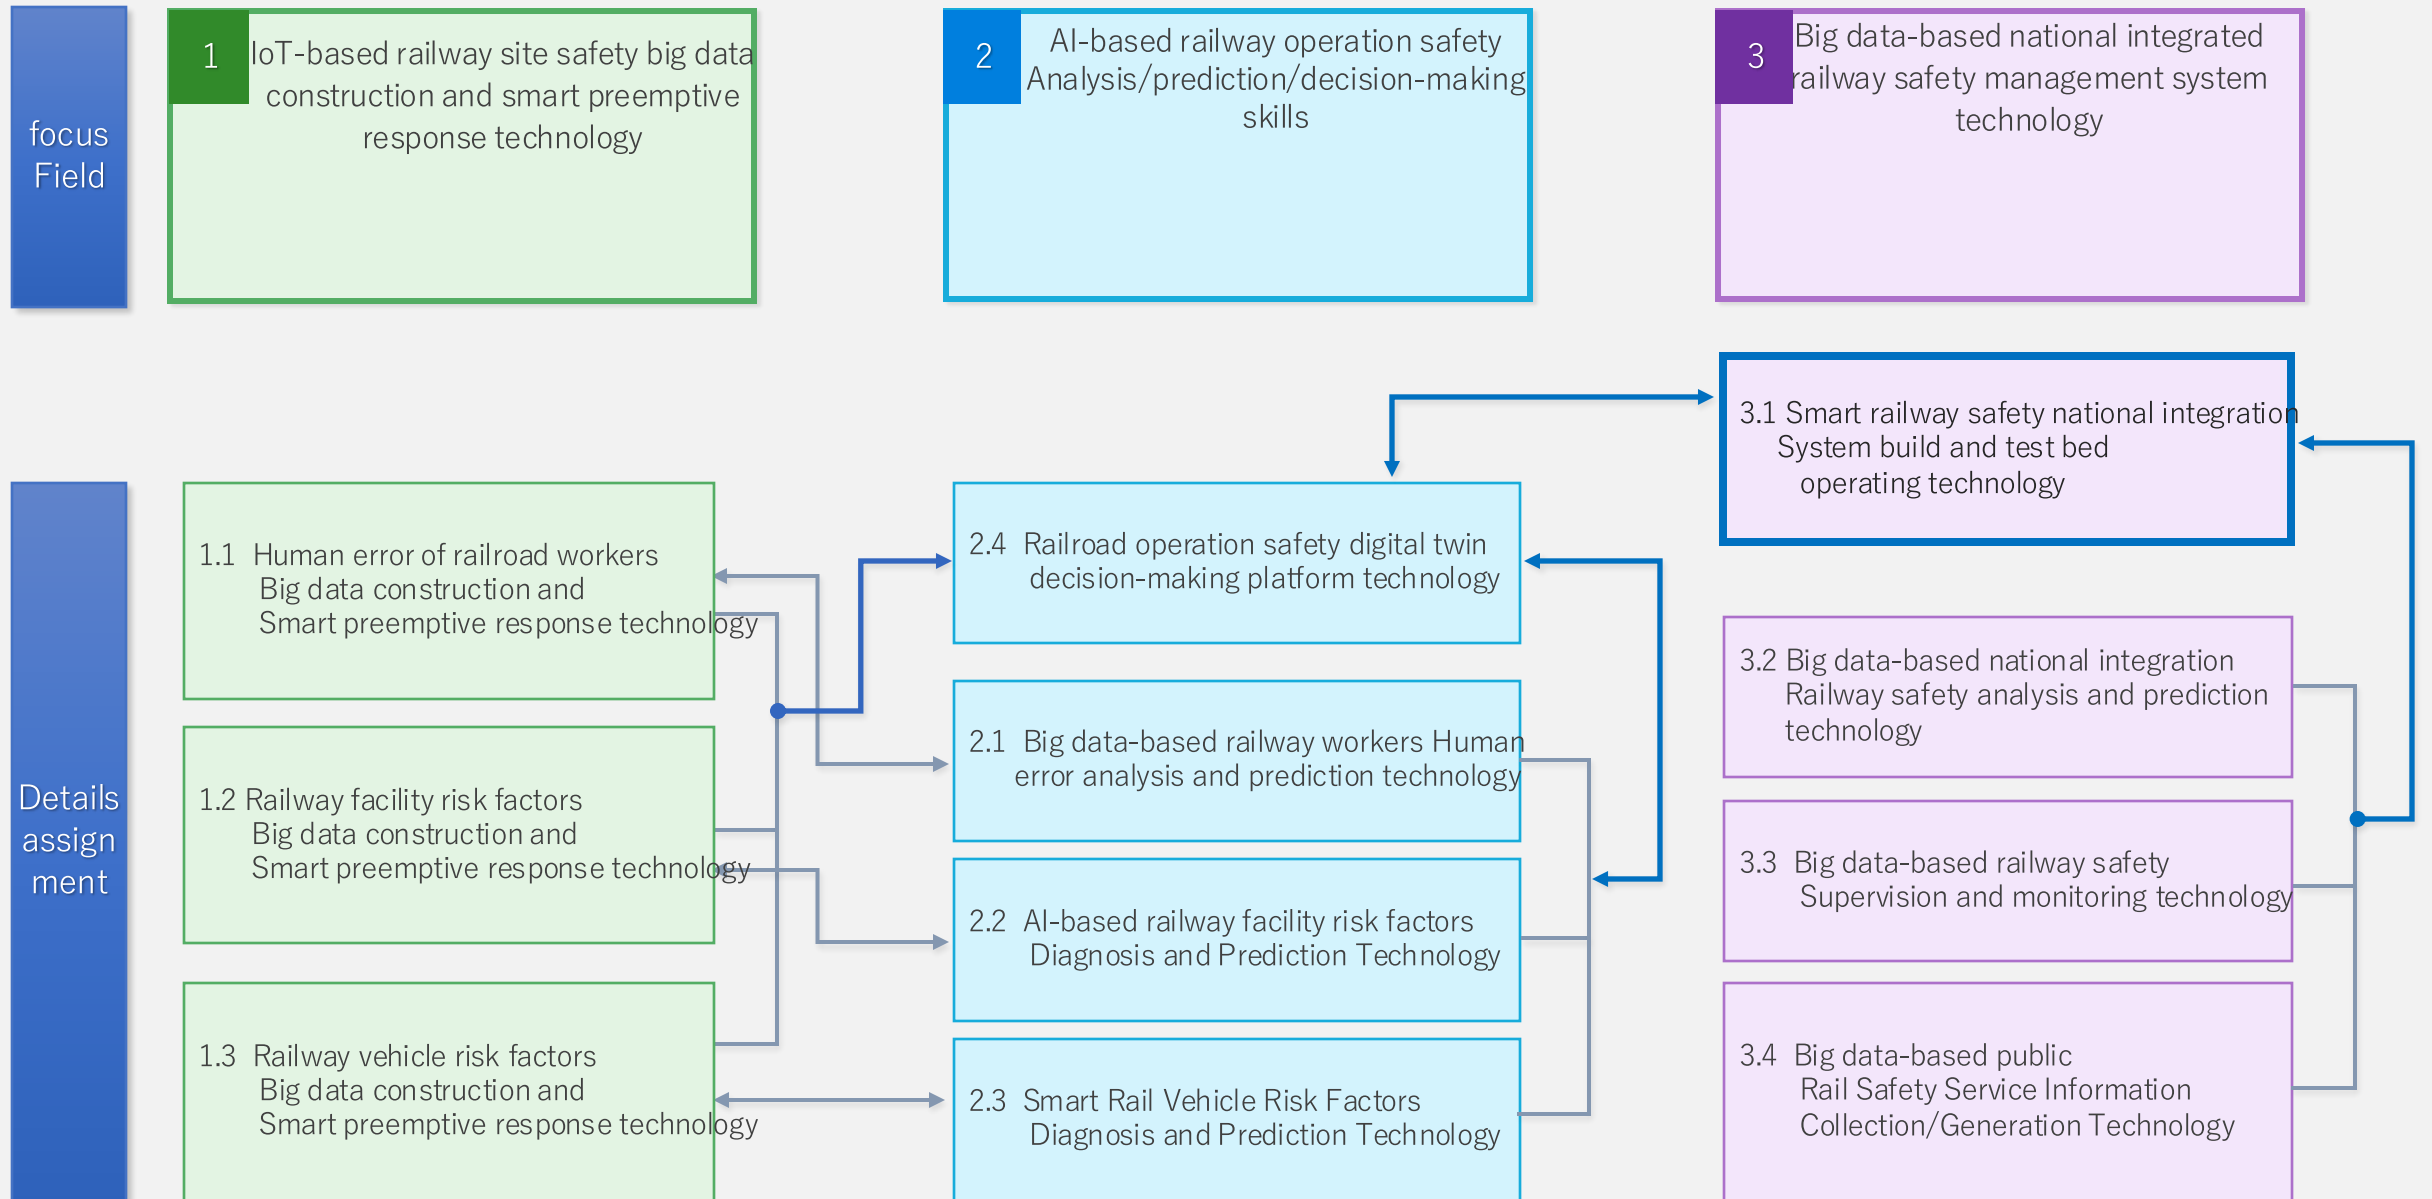 focus
Field
1
IoT-based railway site safety big data
construction and smart preemptive
response technology
2
AI-based railway operation safety
Analysis/prediction/decision-making
skills
3
Big data-based national integrated
railway safety management system
technology
Details
assign
ment
1.1 Human error of railroad workers
Big data construction and
Smart preemptive response technology
1.2 Railway facility risk factors
Big data construction and
Smart preemptive response technology
1.3 Railway vehicle risk factors
Big data construction and
Smart preemptive response technology
2.4 Railroad operation safety digital twin
decision-making platform technology
2.1 Big data-based railway workers Human
error analysis and prediction technology
2.2 AI-based railway facility risk factors
Diagnosis and Prediction Technology
2.3 Smart Rail Vehicle Risk Factors
Diagnosis and Prediction Technology
3.1 Smart railway safety national integration
System build and test bed
operating technology
3.2 Big data-based national integration
Railway safety analysis and prediction
technology
3.3 Big data-based railway safety
Supervision and monitoring technology
3.4 Big data-based public
Rail Safety Service Information
Collection/Generation Technology